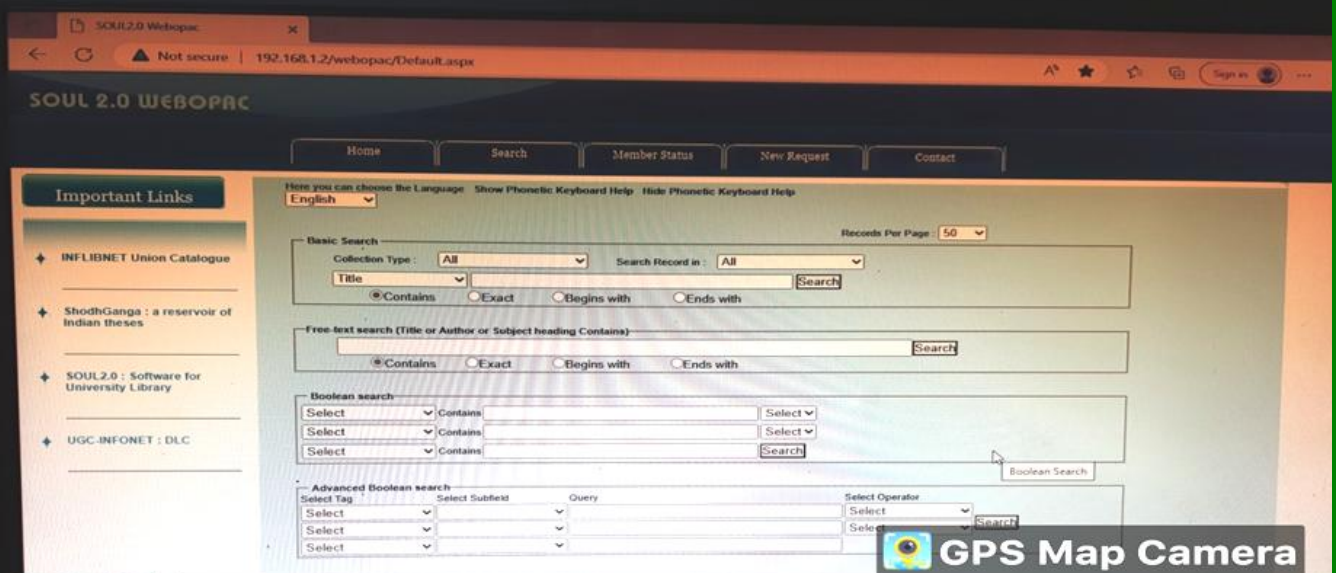 SOUL2.0 Webopac
Not secure | 192.168.1.2/webopac/Default.aspx
Sign in
SOUL 2.0 WEBOPAC
Home Search Member Status New Request Contact
Important Links
INFLIBNET Union Catalogue
ShodhGanga : a reservoir of
Indian theses
SOUL2.0 : Software for
University Library
UGC-INFONET : DLC
Here you can choose the Language Show Phonetic Keyboard Help Hide Phonetic Keyboard Help
English
Records Per Page : 50
Basic Search
Collection Type : All Search Record in : All
Title Search
Contains Exact Begins with Ends with
Free-text search (Title or Author or Subject heading Contains)
Search
Contains Exact Begins with Ends with
Boolean search
Select Contains Select
Select Contains Select
Select Contains Search
Boolean Search
Advanced Boolean search
Select Tag Select Subfield Query Select Operator
Select Select
Select Select Search
Select
GPS Map Camera